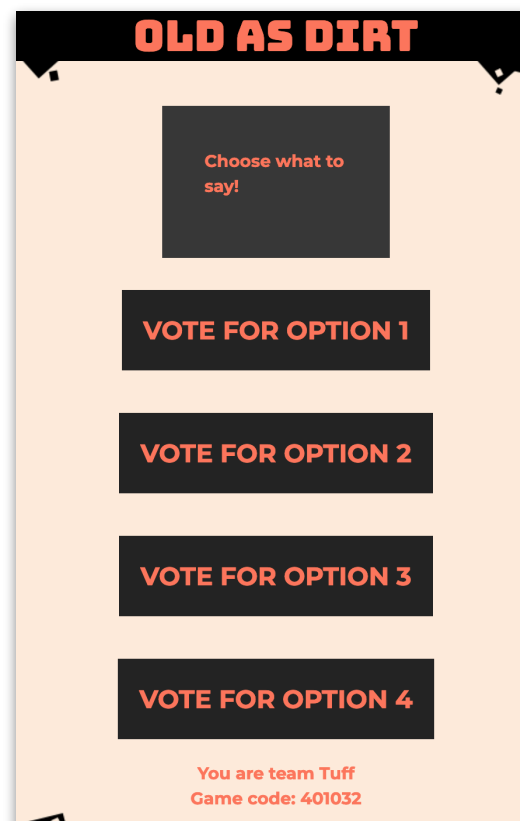 OLD AS DIRT
Choose what to
say!
VOTE FOR OPTION 1
VOTE FOR OPTION 2
VOTE FOR OPTION 3
VOTE FOR OPTION 4
You are team Tuff
Game code: 401032